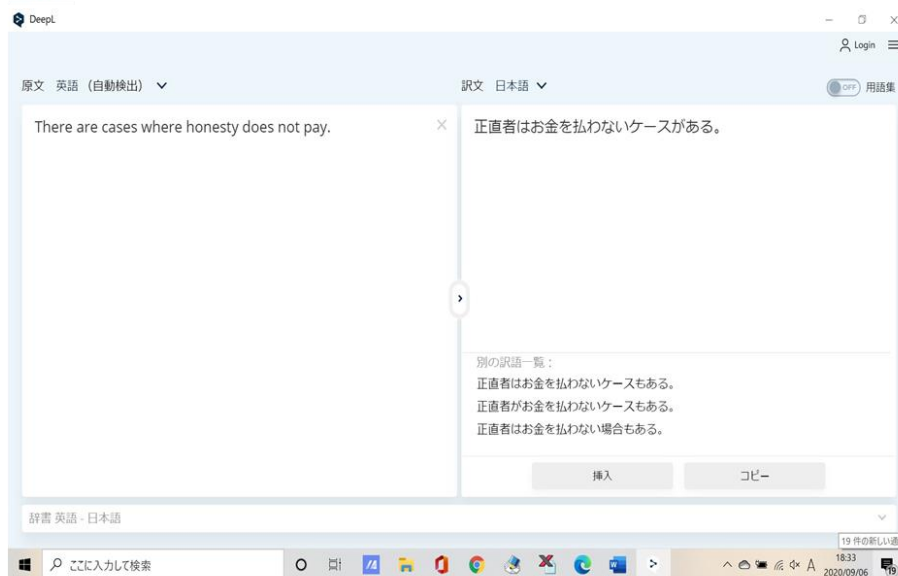 DeepL
Login
原文 英語 (自動検出)
訳文 日本語
OFF 用語集
There are cases where honesty does not pay.
正直者はお金を払わないケースがある。
別の訳語一覧：
正直者はお金を払わないケースもある。
正直者がお金を払わないケースもある。
正直者はお金を払わない場合もある。
挿入 コピー
辞書 英語 - 日本語
19 件の新しい通
ここに入力して検索
A
18:33
2020/09/06
19